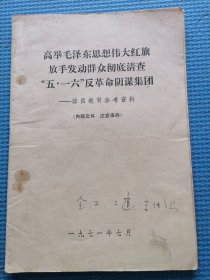 高举毛泽东思想伟大红旗
放手发动群众彻底清查
“五·一六”反革命阴谋集团
——动员教育参考资料
（内部文件　注意保存）
一九七一年七月